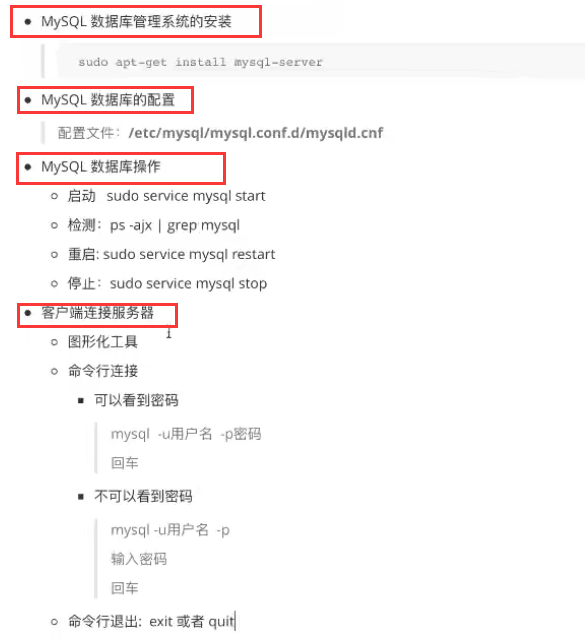 MySQL 数据库管理系统的安装
sudo apt-get install mysql-server
MySQL 数据库的配置
配置文件：/etc/mysql/mysql.conf.d/mysqld.cnf
MySQL 数据库操作
启动 sudo service mysql start
检测：ps -ajx | grep mysql
重启: sudo service mysql restart
停止：sudo service mysql stop
客户端连接服务器
图形化工具
命令行连接
可以看到密码
mysql -u用户名 -p密码
回车
不可以看到密码
mysql -u用户名 -p
输入密码
回车
命令行退出: exit 或者 quit